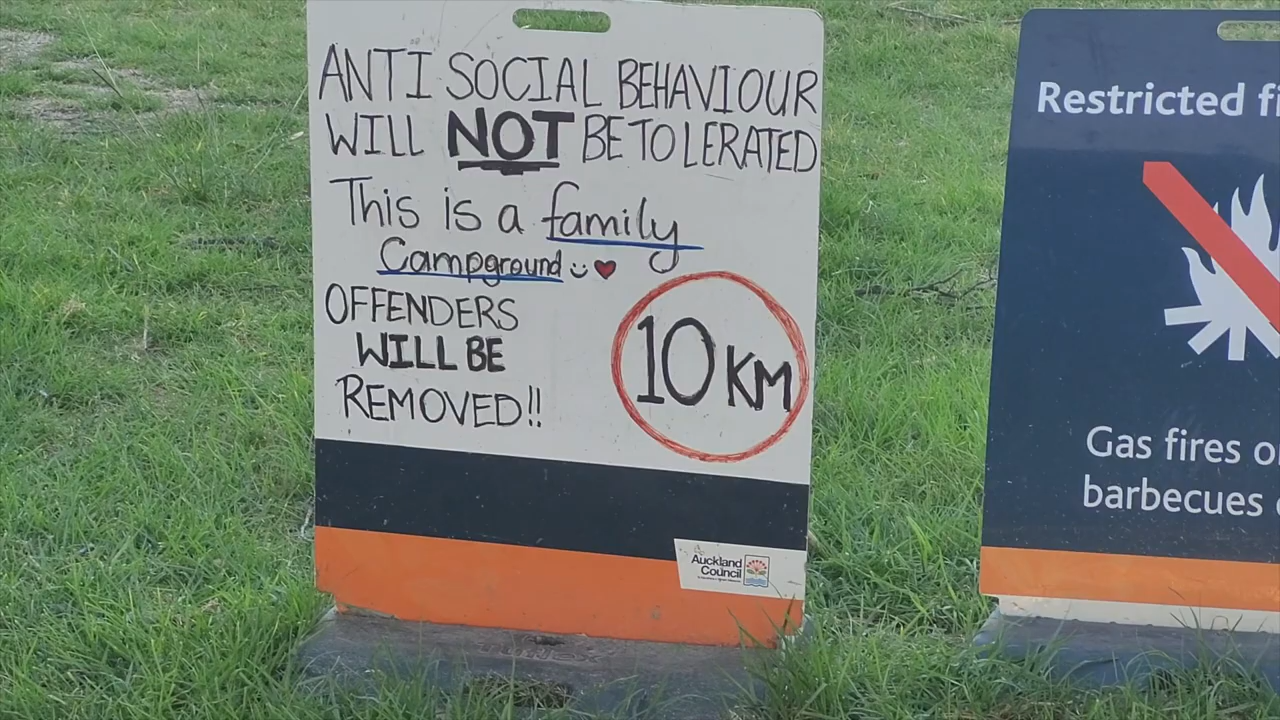 ANTI SOCIAL BEHAVIOUR
WILL NOT BE TOLERATED
This is a family
Campground
OFFENDERS
WILL BE
REMOVED!!
10 KM
Auckland
Council
Restricted
Gas fires
barbecues